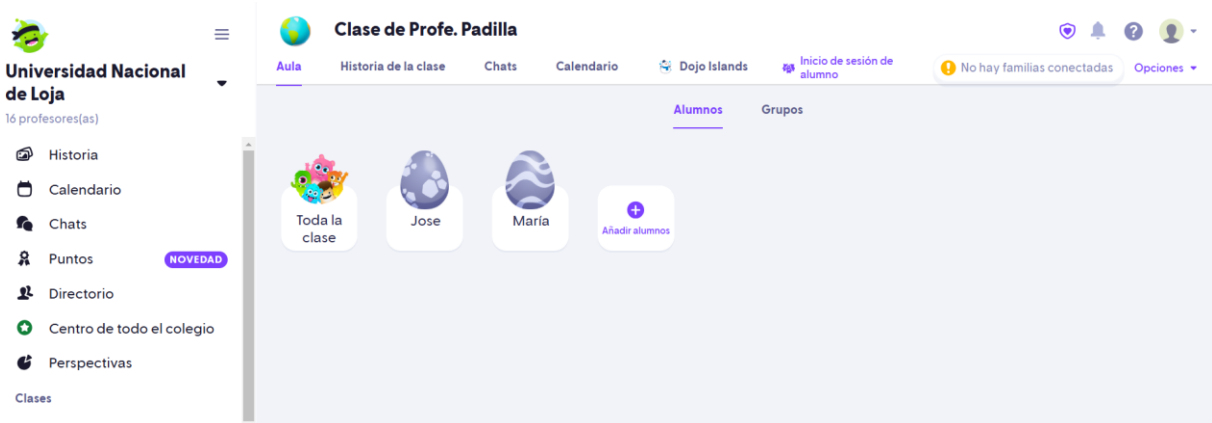 Universidad Nacional
de Loja
16 profesores(as)
Historia
Calendario
Chats
Puntos NOVEDAD
Directorio
Centro de todo el colegio
Perspectivas
Clases
Clase de Profe. Padilla
Aula Historia de la clase Chats Calendario Dojo Islands Inicio de sesión de
alumno
No hay familias conectadas Opciones
Alumnos Grupos
Toda la
clase
Jose
María
Añadir alumnos